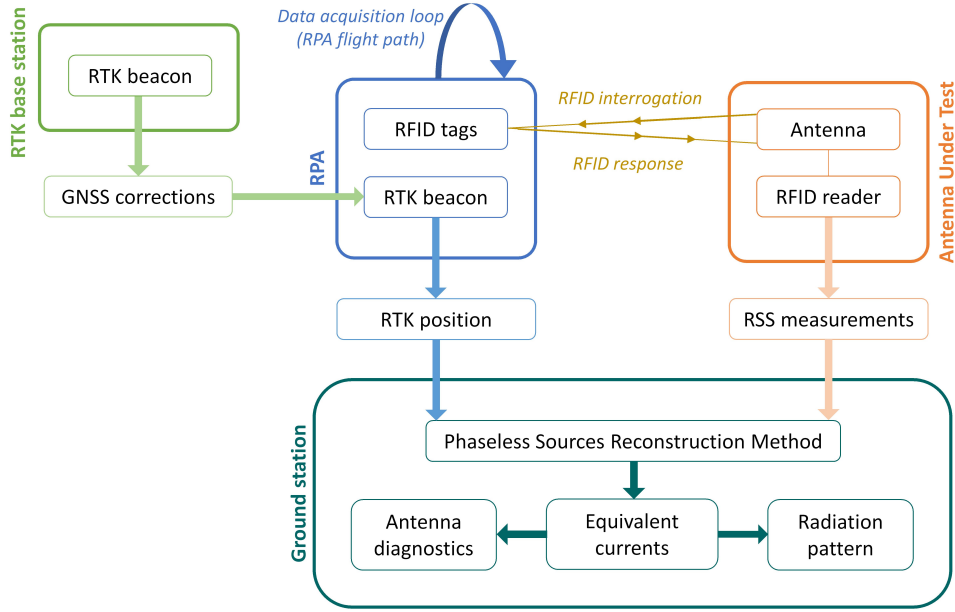 Data acquisition loop
(RPA flight path)
RTK base station
RTK beacon
GNSS corrections
RPA
RFID tags
RTK beacon
RFID interrogation
RFID response
Antenna
RFID reader
Antenna Under Test
RTK position
RSS measurements
Ground station
Phaseless Sources Reconstruction Method
Antenna
diagnostics
Equivalent
currents
Radiation
pattern